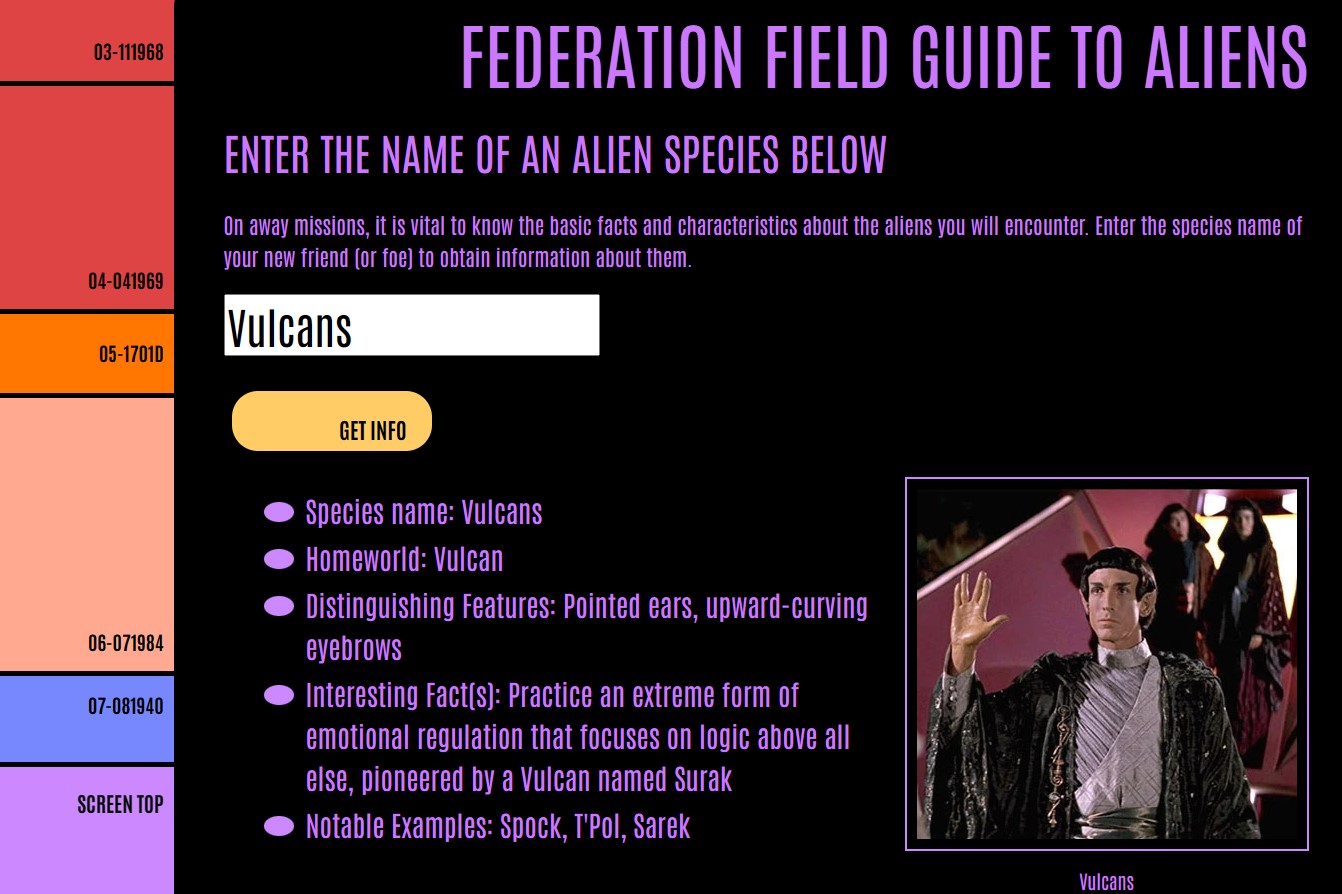 03-111968
04-041969
05-1701D
06-071984
07-081940
SCREEN TOP
FEDERATION FIELD GUIDE TO ALIENS
ENTER THE NAME OF AN ALIEN SPECIES BELOW
On away missions, it is vital to know the basic facts and characteristics about the aliens you will encounter. Enter the species name of
your new friend (or foe) to obtain information about them.
Vulcans
GET INFO
Species name: Vulcans
Homeworld: Vulcan
Distinguishing Features: Pointed ears, upward-curving
eyebrows
Interesting Fact(s): Practice an extreme form of
emotional regulation that focuses on logic above all
else, pioneered by a Vulcan named Surak
Notable Examples: Spock, T'Pol, Sarek
Vulcans